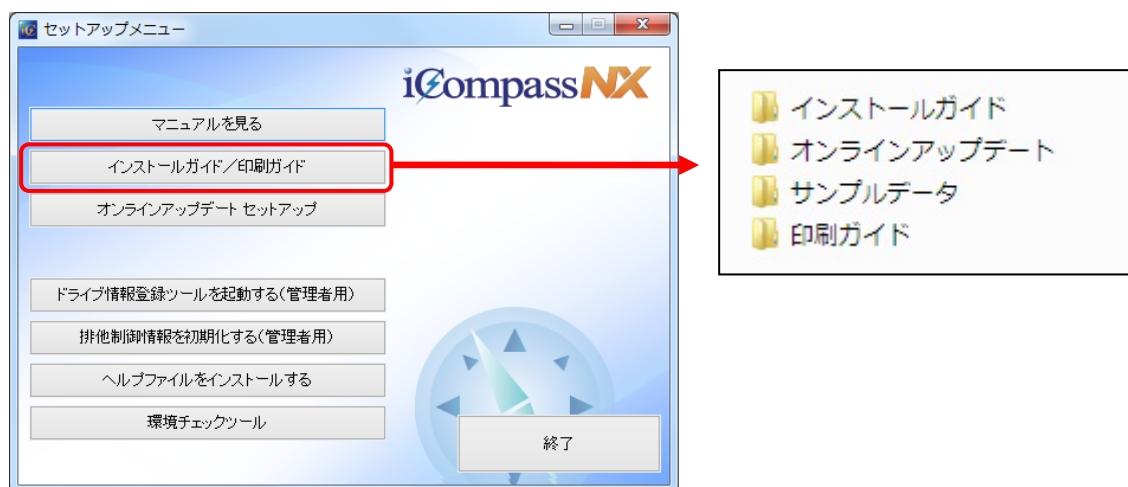 セットアップメニュー
iCompassNX
マニュアルを見る
インストールガイド／印刷ガイド
オンラインアップデート セットアップ
ドライブ情報登録ツールを起動する(管理者用)
排他制御情報を初期化する(管理者用)
ヘルプファイルをインストールする
環境チェックツール
終了
インストールガイド
オンラインアップデート
サンプルデータ
印刷ガイド